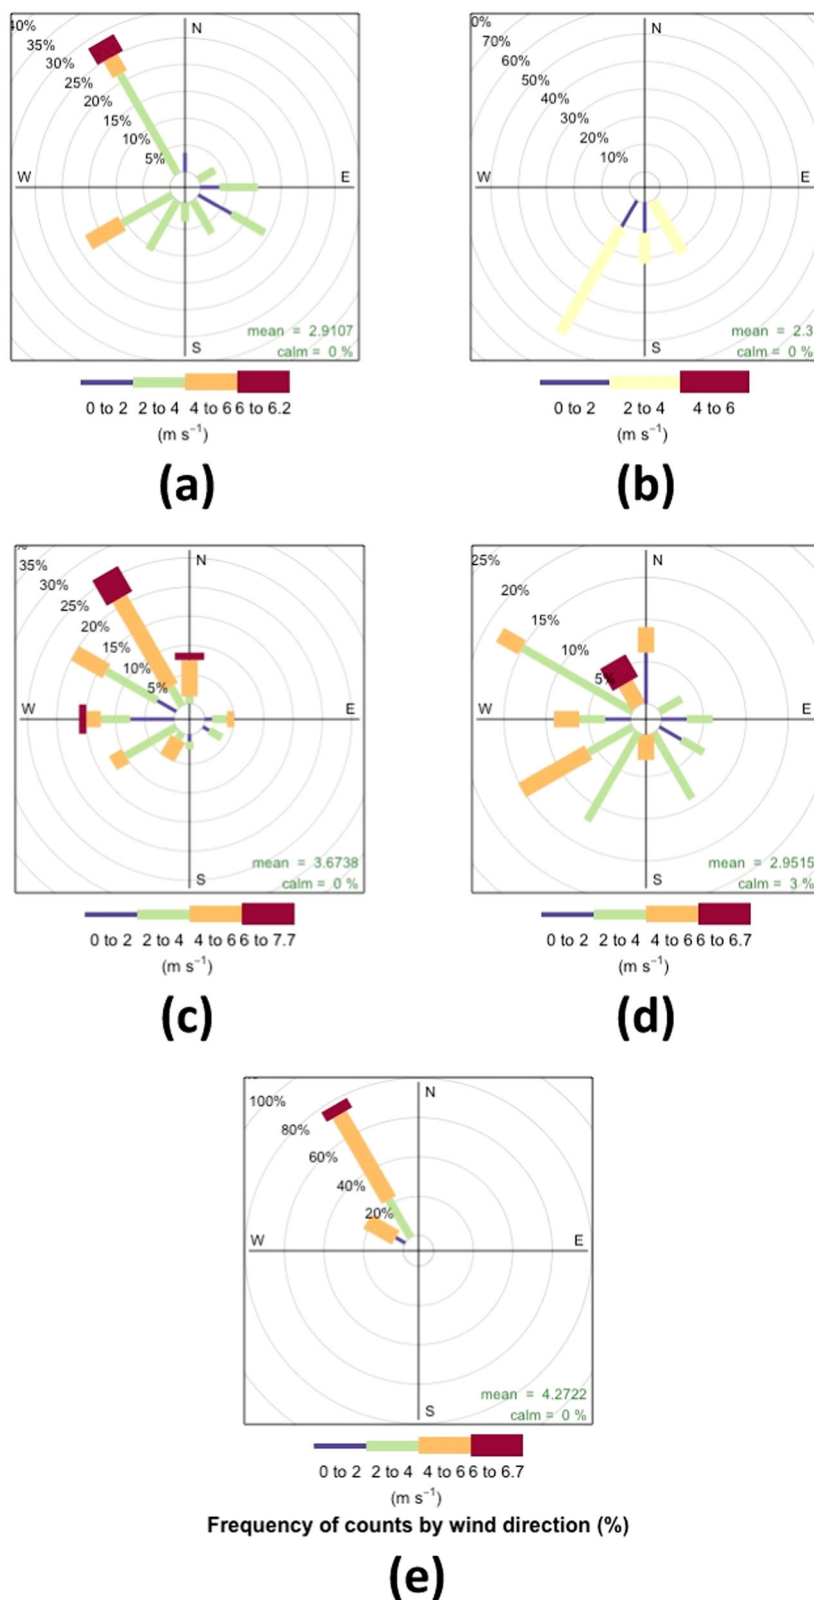 N
40%
35%
30%
25%
20%
15%
10%
5%
W
E
mean = 2.9107
calm = 0 %
S
0 to 2 2 to 4 4 to 6 6 to 6.2
(m s⁻¹)
(a)
0%
N
70%
60%
50%
40%
30%
20%
10%
W
E
mean = 2.3
calm = 0 %
S
0 to 2 2 to 4 4 to 6
(m s⁻¹)
(b)
%
N
35%
30%
25%
20%
15%
10%
5%
W
E
mean = 3.6738
calm = 0 %
S
0 to 2 2 to 4 4 to 6 6 to 7.7
(m s⁻¹)
(c)
25%
N
20%
15%
10%
5%
W
E
mean = 2.9515
calm = 3 %
S
0 to 2 2 to 4 4 to 6 6 to 6.7
(m s⁻¹)
(d)
N
100%
80%
60%
40%
20%
W
E
mean = 4.2722
calm = 0 %
S
0 to 2 2 to 4 4 to 6 6 to 6.7
(m s⁻¹)
Frequency of counts by wind direction (%)
(e)